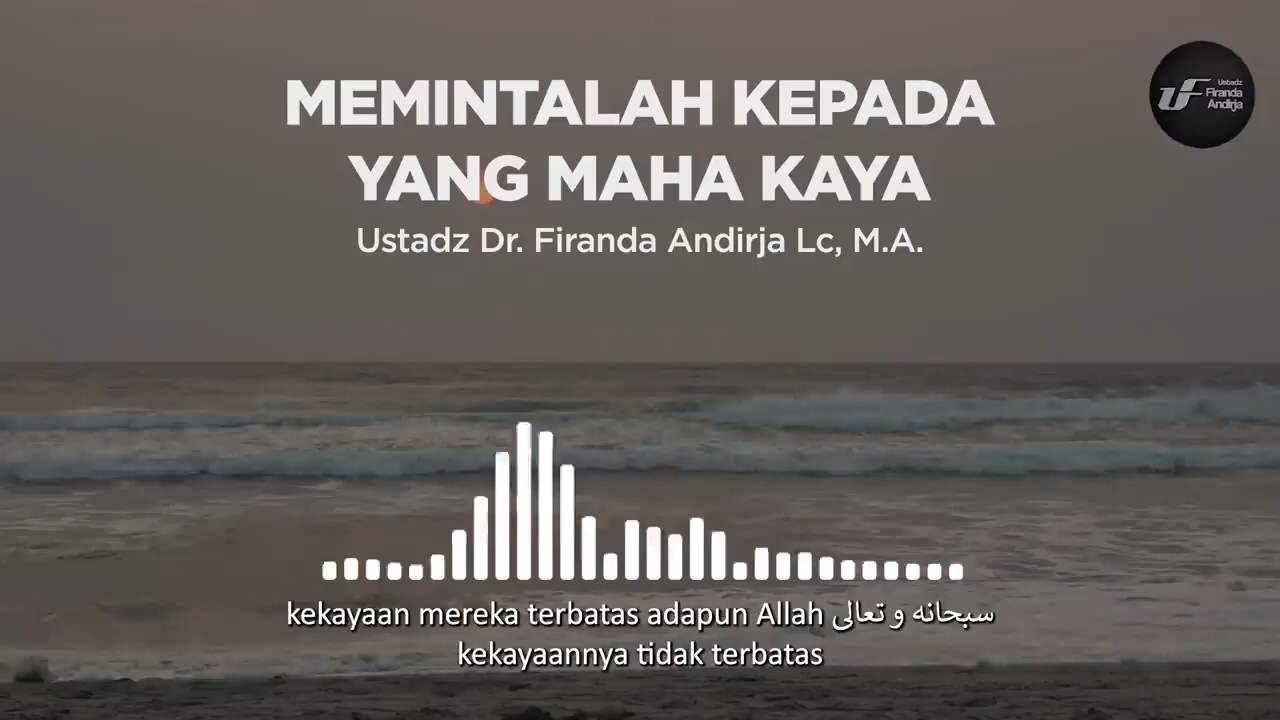 MEMINTALAH KEPADA
YANG MAHA KAYA
Ustadz Dr. Firanda Andirja Lc, M.A.
UF
Ustadz
Firanda
Andirja
kekayaan mereka terbatas adapun Allah سبحانه و تعالى
kekayaannya tidak terbatas